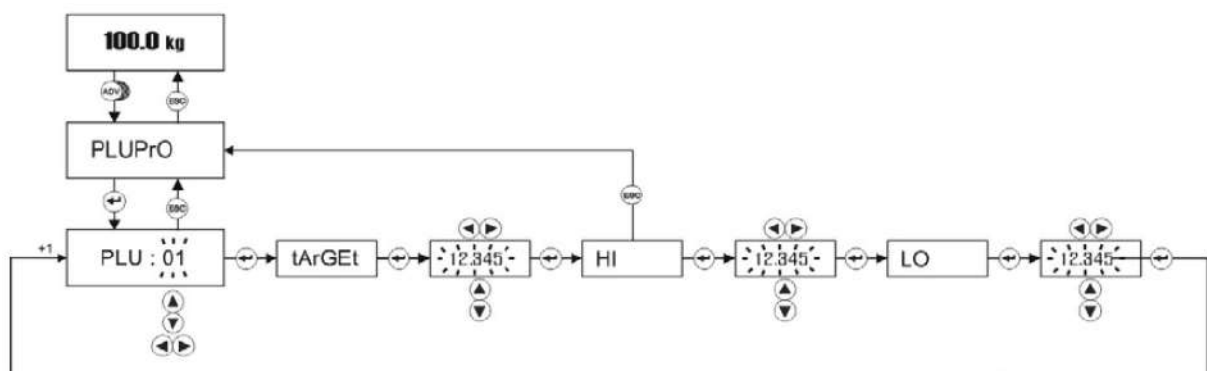 100.0 kg
ADV
ESC
PLUPrO
ESC
ESC
+1
PLU : 01
tArGEt
12.345
HI
12.345
LO
12.345